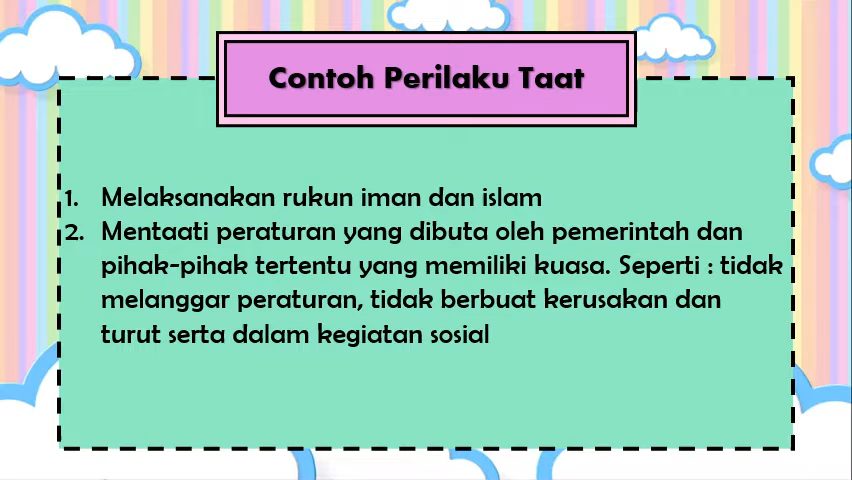 Contoh Perilaku Taat
1. Melaksanakan rukun iman dan islam
2. Mentaati peraturan yang dibuta oleh pemerintah dan
pihak-pihak tertentu yang memiliki kuasa. Seperti : tidak
melanggar peraturan, tidak berbuat kerusakan dan
turut serta dalam kegiatan sosial